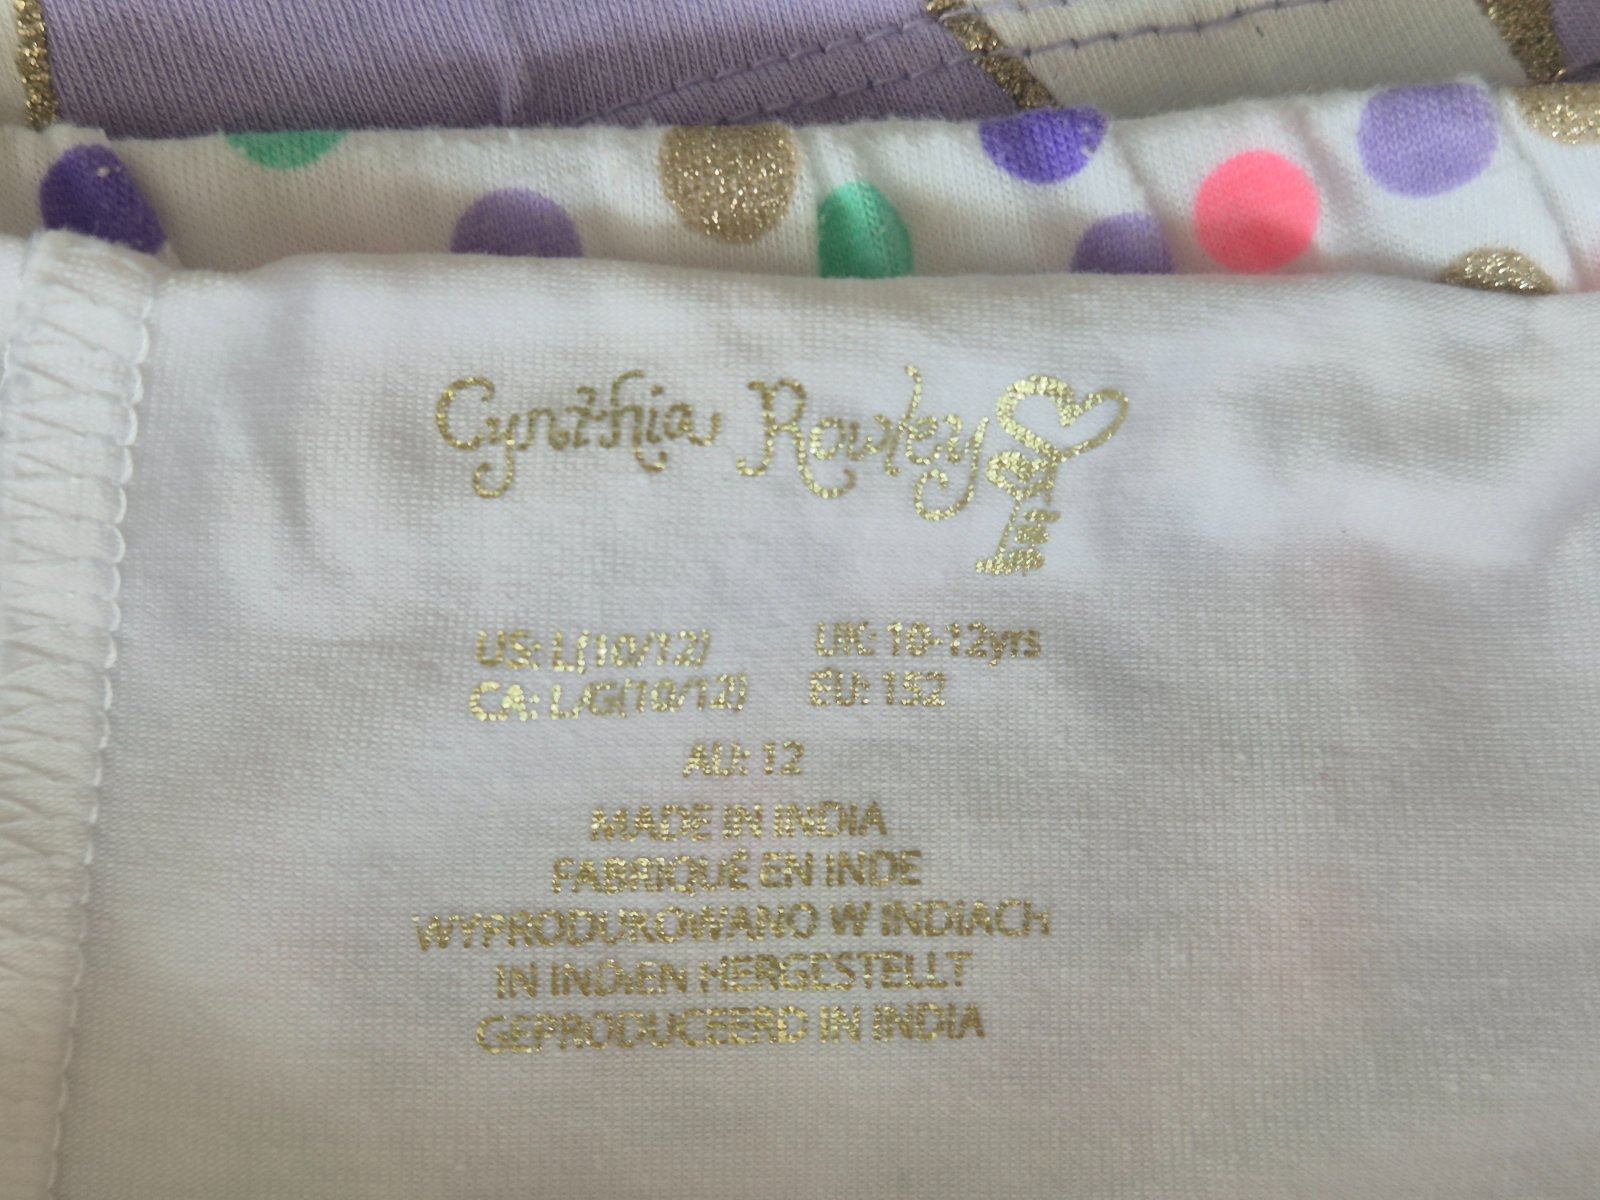 Cynthia Rowley
US: L(10/12) UK: 10-12yrs
CA: L/G(10/12) EU: 152
AU: 12
MADE IN INDIA
FABRIQUÉ EN INDE
WYPRODUKOWANO W INDIACH
IN INDIEN HERGESTELLT
GEPRODUCEERD IN INDIA